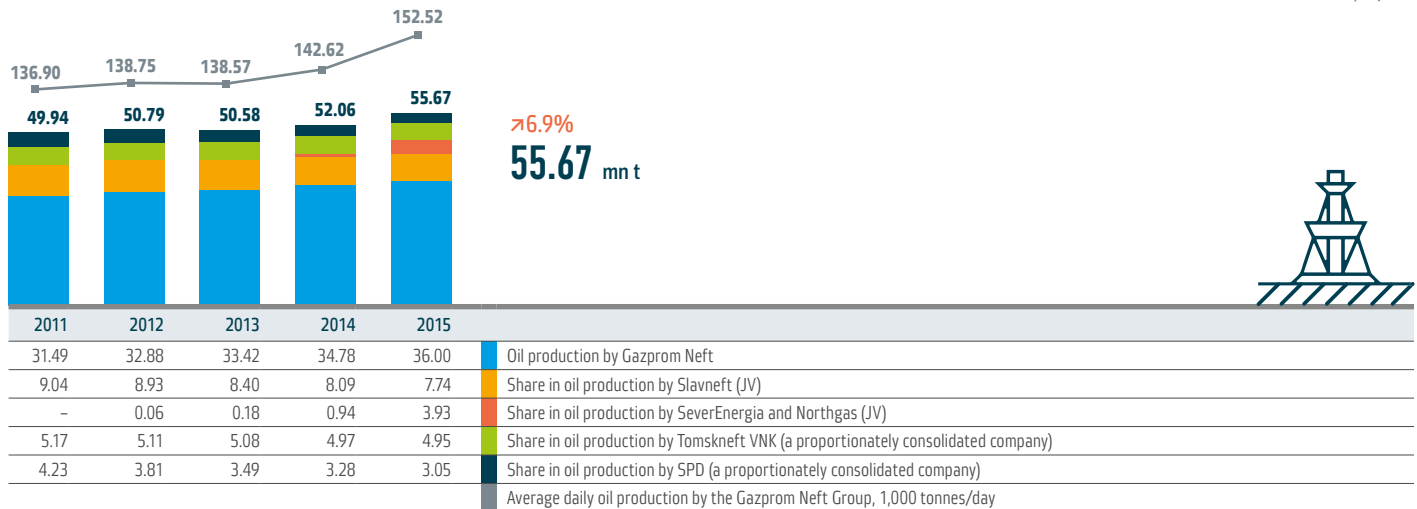 152.52
142.62
136.90 138.75 138.57
49.94 50.79 50.58 52.06 55.67
↗6.9%
55.67 mn t
2011 2012 2013 2014 2015
31.49 32.88 33.42 34.78 36.00 Oil production by Gazprom Neft
9.04 8.93 8.40 8.09 7.74 Share in oil production by Slavneft (JV)
– 0.06 0.18 0.94 3.93 Share in oil production by SeverEnergia and Northgas (JV)
5.17 5.11 5.08 4.97 4.95 Share in oil production by Tomskneft VNK (a proportionately consolidated company)
4.23 3.81 3.49 3.28 3.05 Share in oil production by SPD (a proportionately consolidated company)
Average daily oil production by the Gazprom Neft Group, 1,000 tonnes/day